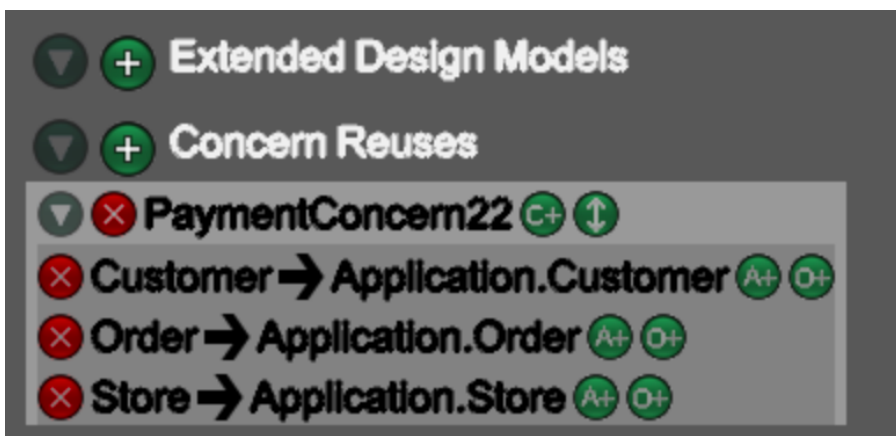 Extended Design Models
Concern Reuses
PaymentConcern22 C+
Customer → Application.Customer A+ O+
Order → Application.Order A+ O+
Store → Application.Store A+ O+